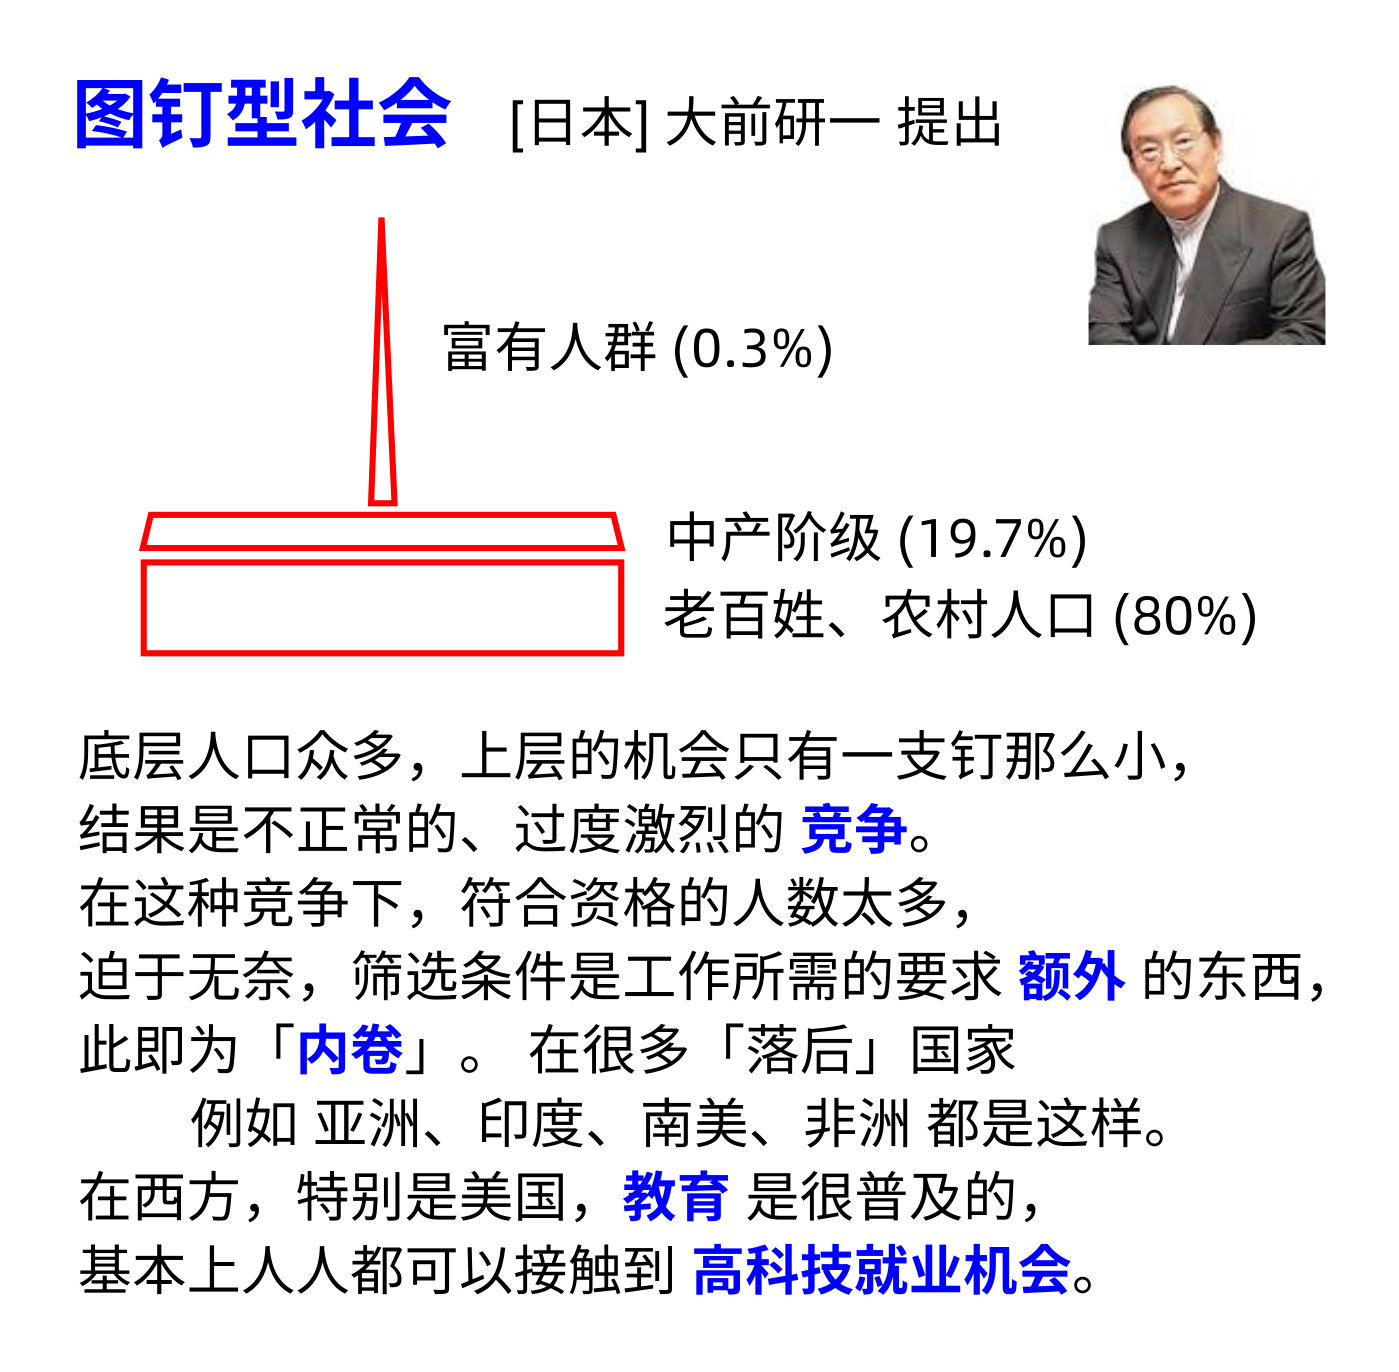 图钉型社会 [日本] 大前研一 提出
富有人群 (0.3%)
中产阶级 (19.7%)
老百姓、农村人口 (80%)
底层人口众多，上层的机会只有一支钉那么小，
结果是不正常的、过度激烈的 竞争。
在这种竞争下，符合资格的人数太多，
迫于无奈，筛选条件是工作所需的要求 额外 的东西，
此即为「内卷」。 在很多「落后」国家
例如 亚洲、印度、南美、非洲 都是这样。
在西方，特别是美国，教育 是很普及的，
基本上人人都可以接触到 高科技就业机会。